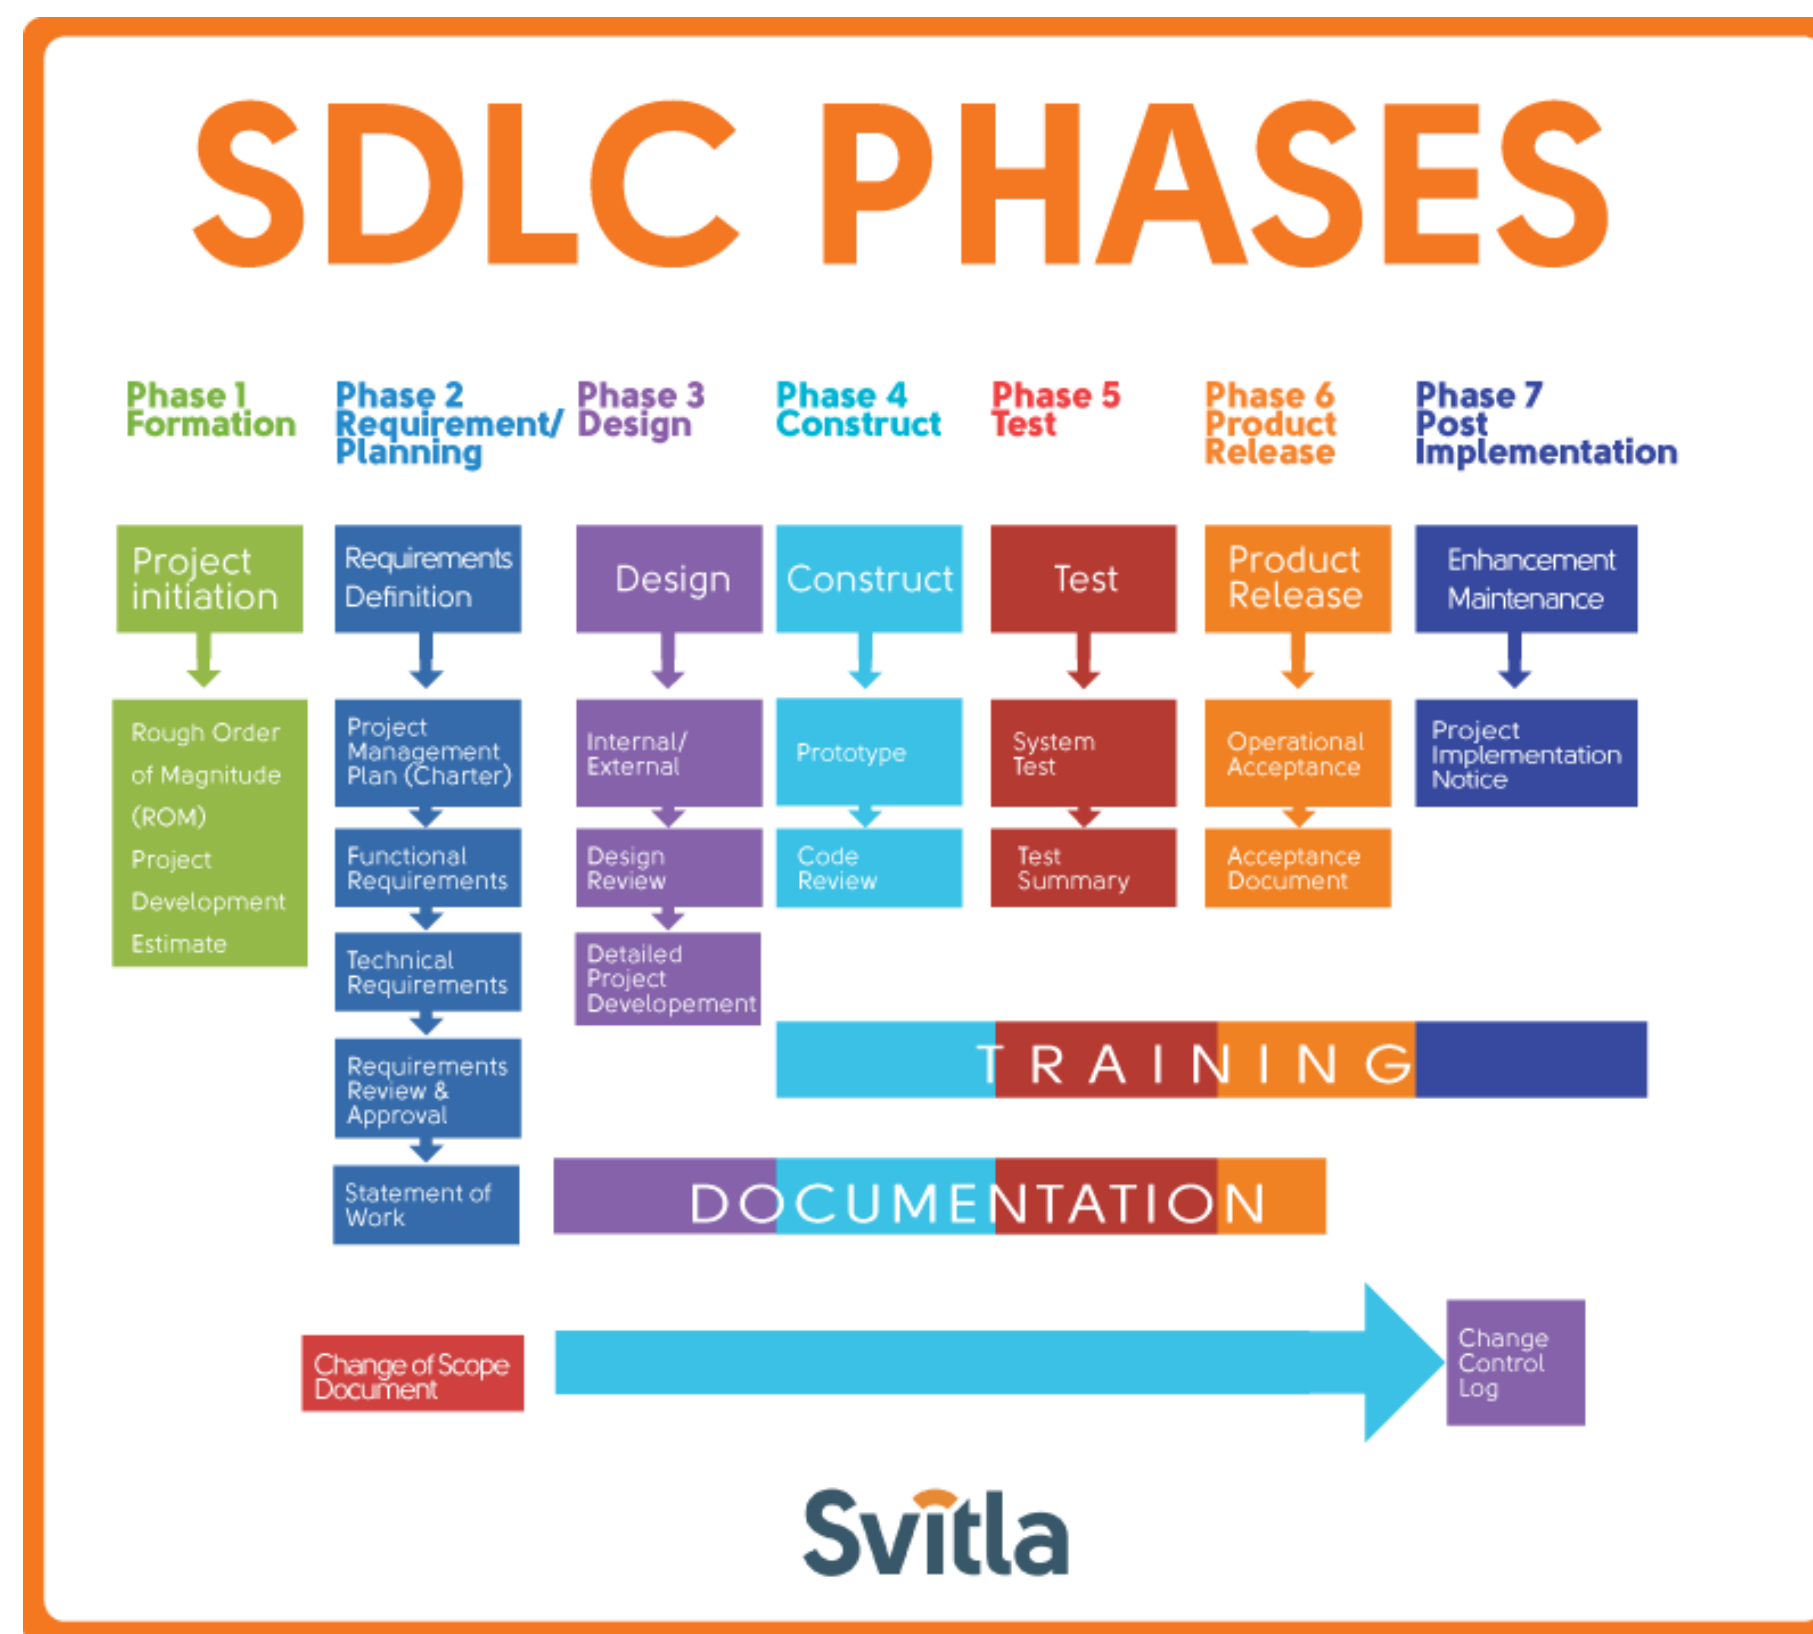 SDLC PHASES
Phase 1
Formation
Phase 2
Requirement/
Planning
Phase 3
Design
Phase 4
Construct
Phase 5
Test
Phase 6
Product
Release
Phase 7
Post
Implementation
Project
initiation
Rough Order
of Magnitude
(ROM)
Project
Development
Estimate
Requirements
Definition
Project
Management
Plan (Charter)
Functional
Requirements
Technical
Requirements
Requirements
Review &
Approval
Statement of
Work
Design
Internal/
External
Design
Review
Detailed
Project
Developement
Construct
Prototype
Code
Review
Test
System
Test
Test
Summary
Product
Release
Operational
Acceptance
Acceptance
Document
Enhancement
Maintenance
Project
Implementation
Notice
TRAINING
DOCUMENTATION
Change of Scope
Document
Change
Control
Log
Svitla